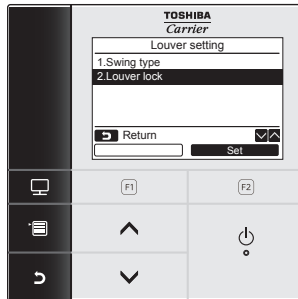 TOSHIBA
Carrier
Louver setting
1.Swing type
2.Louver lock
Return
Set
F1
F2